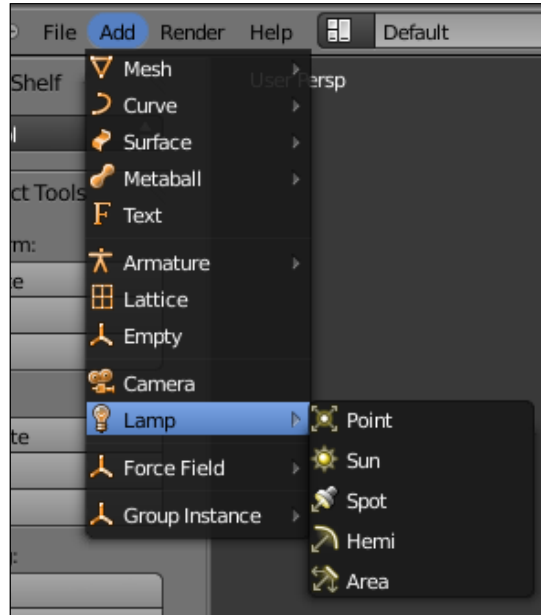 File Add Render Help Default
Shelf
User Persp
Mesh
Curve
Surface
Metaball
ct Tools
Text
rm:
Armature
Lattice
Empty
Camera
Lamp
Point
te
Sun
Force Field
Spot
Group Instance
Hemi
Area